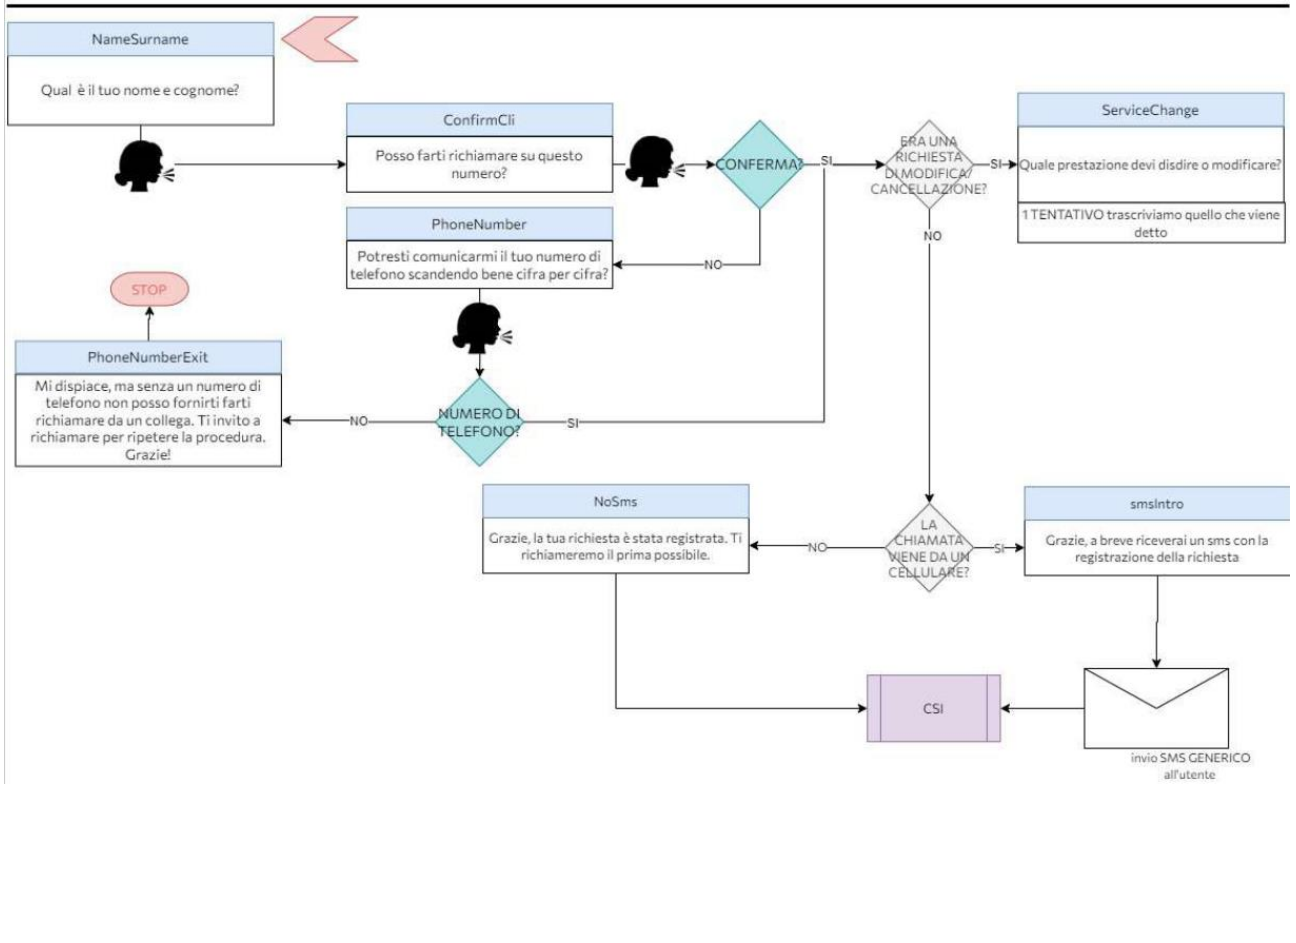 NameSurname
Qual è il tuo nome e cognome?
ConfirmCli
Posso farti richiamare su questo
numero?
CONFERMA?
SI
ERA UNA
RICHIESTA
DI MODIFICA/
CANCELLAZIONE?
SI
ServiceChange
Quale prestazione devi disdire o modificare?
1 TENTATIVO trascriviamo quello che viene
detto
NO
PhoneNumber
Potresti comunicarmi il tuo numero di
telefono scandendo bene cifra per cifra?
NO
STOP
PhoneNumberExit
Mi dispiace, ma senza un numero di
telefono non posso fornirti farti
richiamare da un collega. Ti invito a
richiamare per ripetere la procedura.
Grazie!
NO
NUMERO DI
TELEFONO?
SI
NoSms
Grazie, la tua richiesta è stata registrata. Ti
richiameremo il prima possibile.
NO
LA
CHIAMATA
VIENE DA UN
CELLULARE?
SI
smsIntro
Grazie, a breve riceverai un sms con la
registrazione della richiesta
CSI
invio SMS GENERICO
all'utente